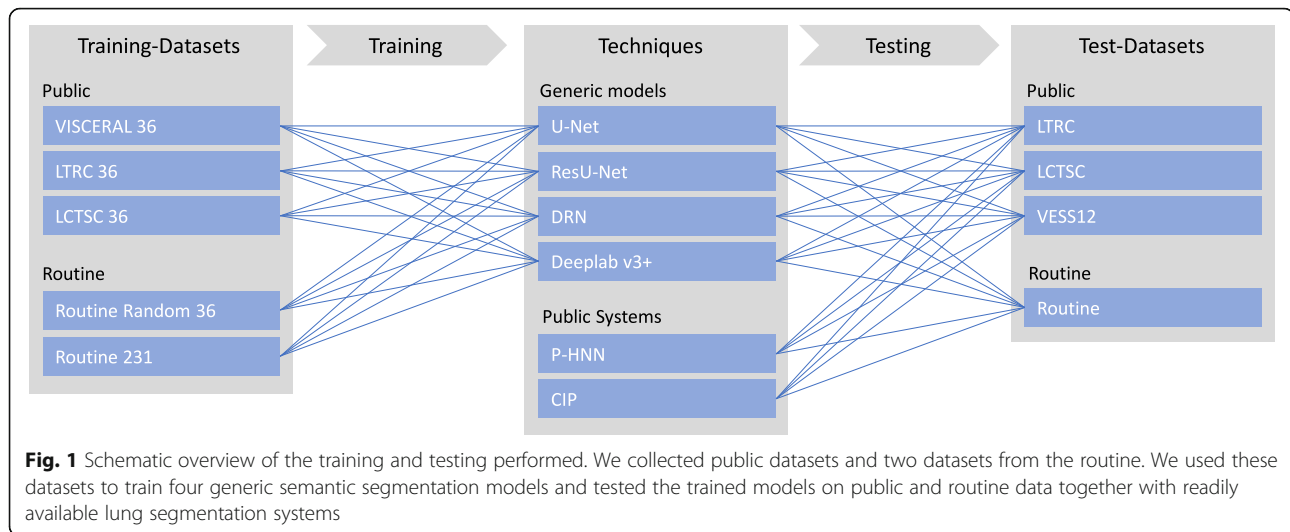 Training-Datasets
Training
Techniques
Testing
Test-Datasets
Public
VISCERAL 36
LTRC 36
LCTSC 36
Routine
Routine Random 36
Routine 231
Generic models
U-Net
ResU-Net
DRN
Deeplab v3+
Public Systems
P-HNN
CIP
Public
LTRC
LCTSC
VESS12
Routine
Routine
Fig. 1 Schematic overview of the training and testing performed. We collected public datasets and two datasets from the routine. We used these
datasets to train four generic semantic segmentation models and tested the trained models on public and routine data together with readily
available lung segmentation systems